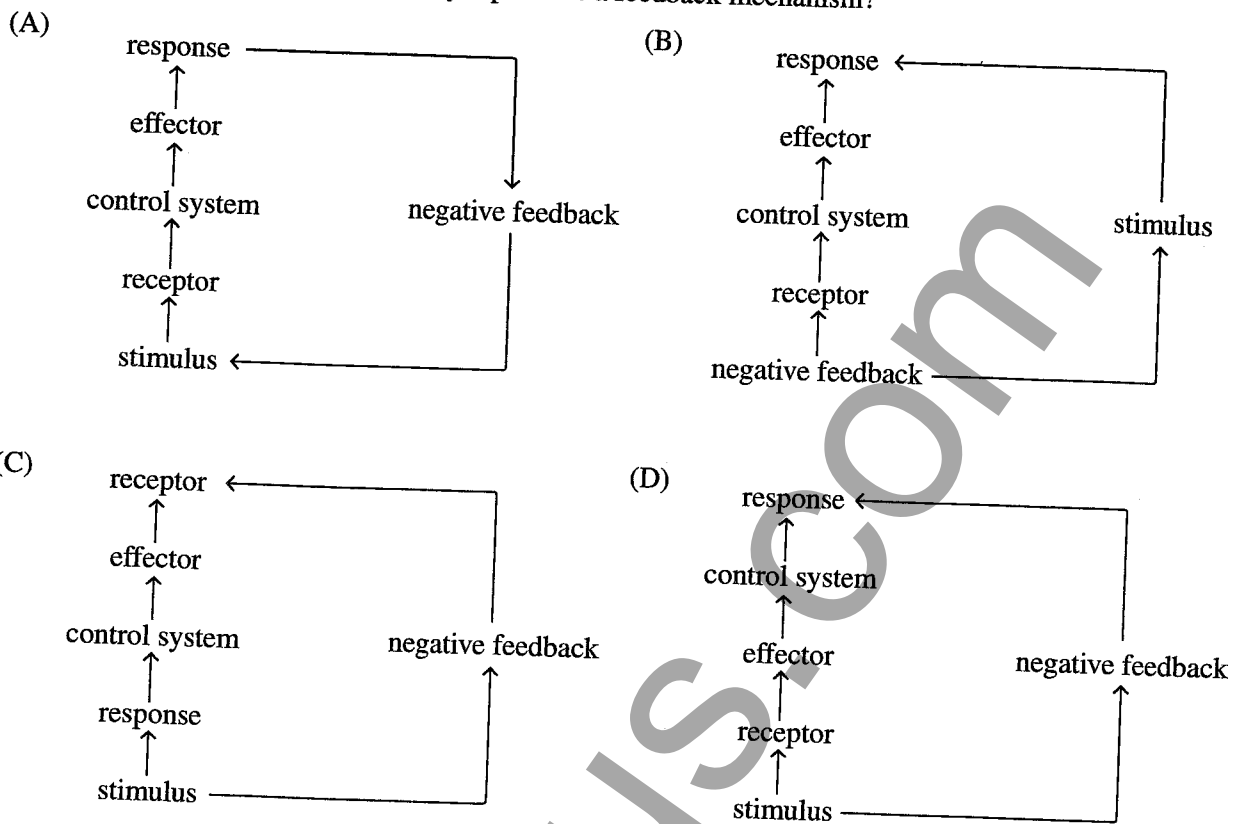 a feedback mechanism?
(A)
response
effector
control system
negative feedback
receptor
stimulus
(B)
response
effector
control system
stimulus
receptor
negative feedback
(C)
receptor
effector
control system
negative feedback
response
stimulus
(D)
response
control system
effector
negative feedback
receptor
stimulus
s.com